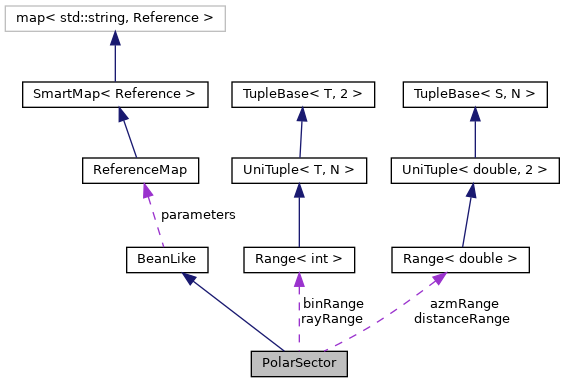 map< std::string, Reference >
SmartMap< Reference >
TupleBase< T, 2 >
TupleBase< S, N >
ReferenceMap
UniTuple< T, N >
UniTuple< double, 2 >
parameters
BeanLike
Range< int >
Range< double >
binRange
rayRange
azmRange
distanceRange
PolarSector